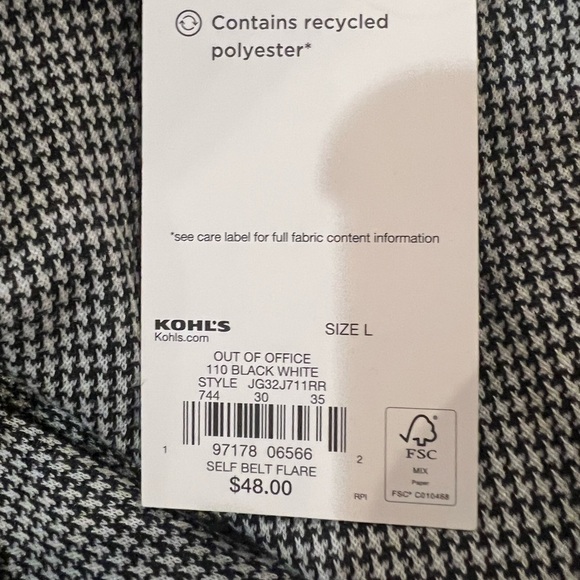 Contains recycled
polyester*
*see care label for full fabric content information
KOHL'S
Kohls.com
SIZE L
OUT OF OFFICE
110 BLACK WHITE
STYLE JG32J711RR
744 30 35
1 97178 06566 2
SELF BELT FLARE
$48.00
RPI
FSC
MIX
Paper
FSC® C010468